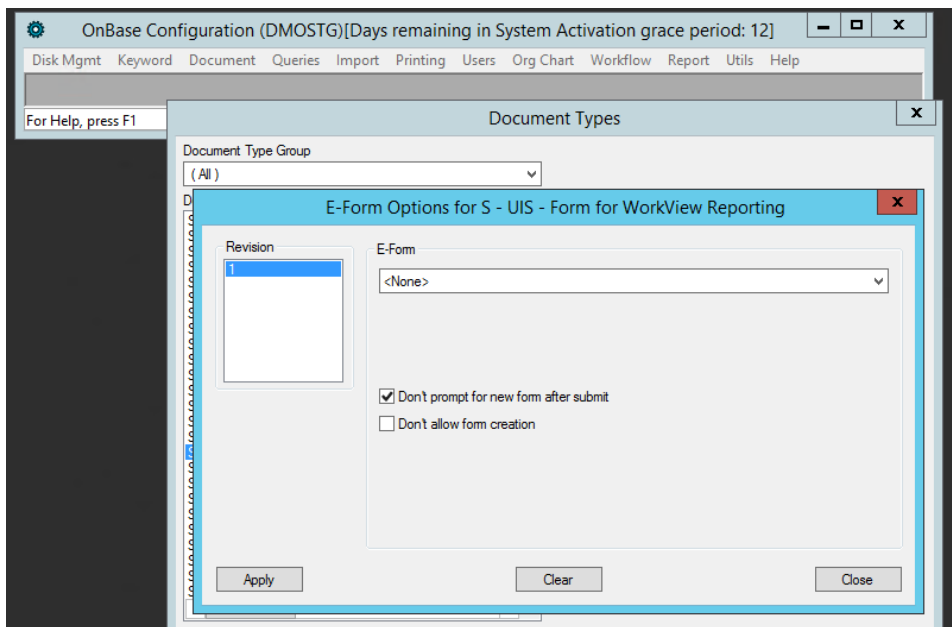 OnBase Configuration (DMOSTG)[Days remaining in System Activation grace period: 12]
Disk Mgmt Keyword Document Queries Import Printing Users Org Chart Workflow Report Utils Help
For Help, press F1
Document Types
Document Type Group
( All )
D
E-Form Options for S - UIS - Form for WorkView Reporting
Revision
1
E-Form
<None>
Don't prompt for new form after submit
Don't allow form creation
Apply Clear Close